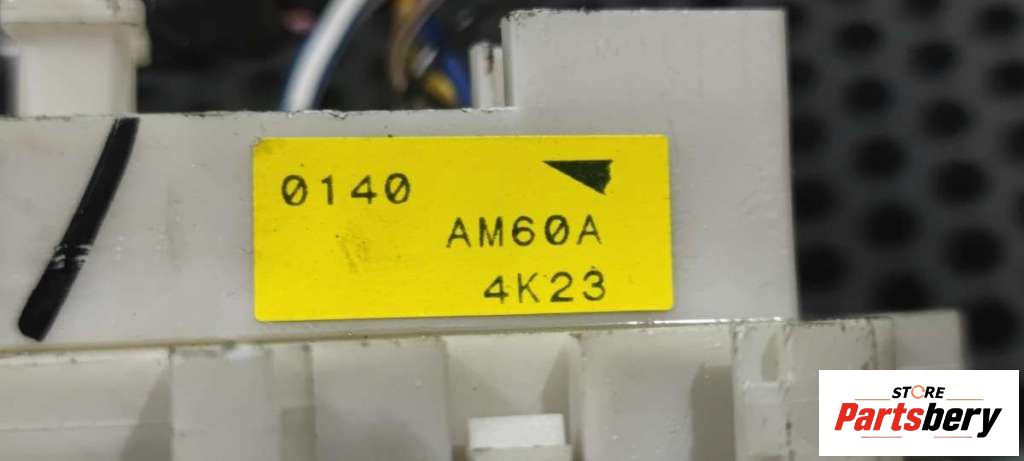 0140
AM60A
4K23
STORE
Partsbery